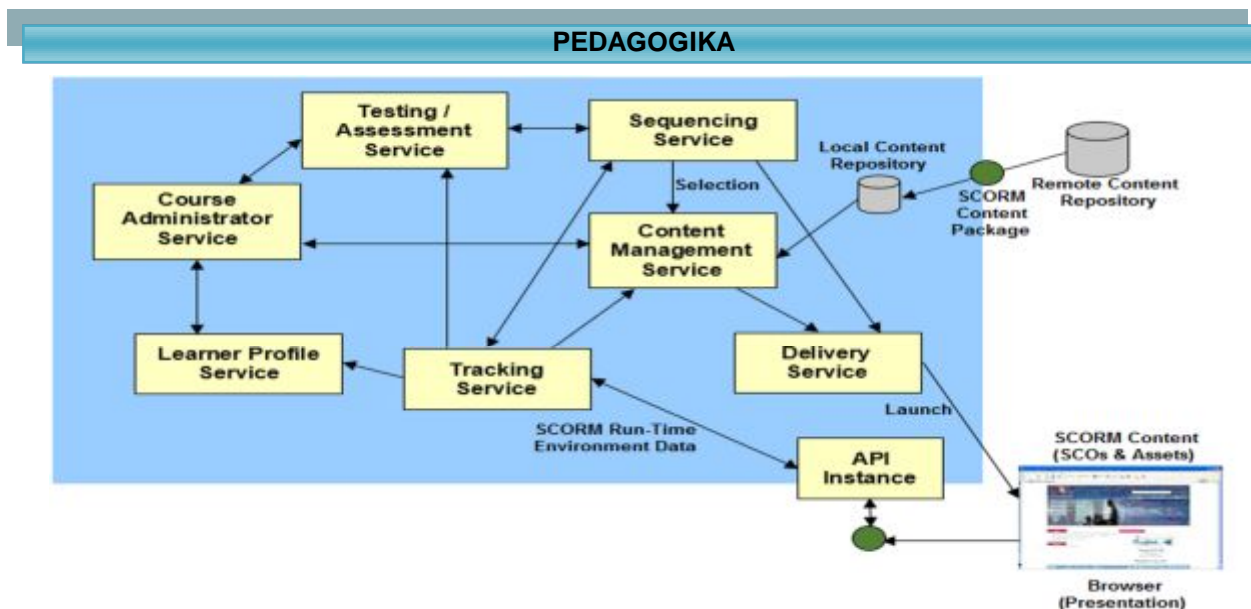 PEDAGOGIKA
Testing /
Assessment
Service
Sequencing
Service
Local Content
Repository
Remote Content
Repository
SCORM
Content
Package
Selection
Course
Administrator
Service
Content
Management
Service
Learner Profile
Service
Tracking
Service
Delivery
Service
Launch
SCORM Run-Time
Environment Data
API
Instance
SCORM Content
(SCOs & Assets)
Browser
(Presentation)